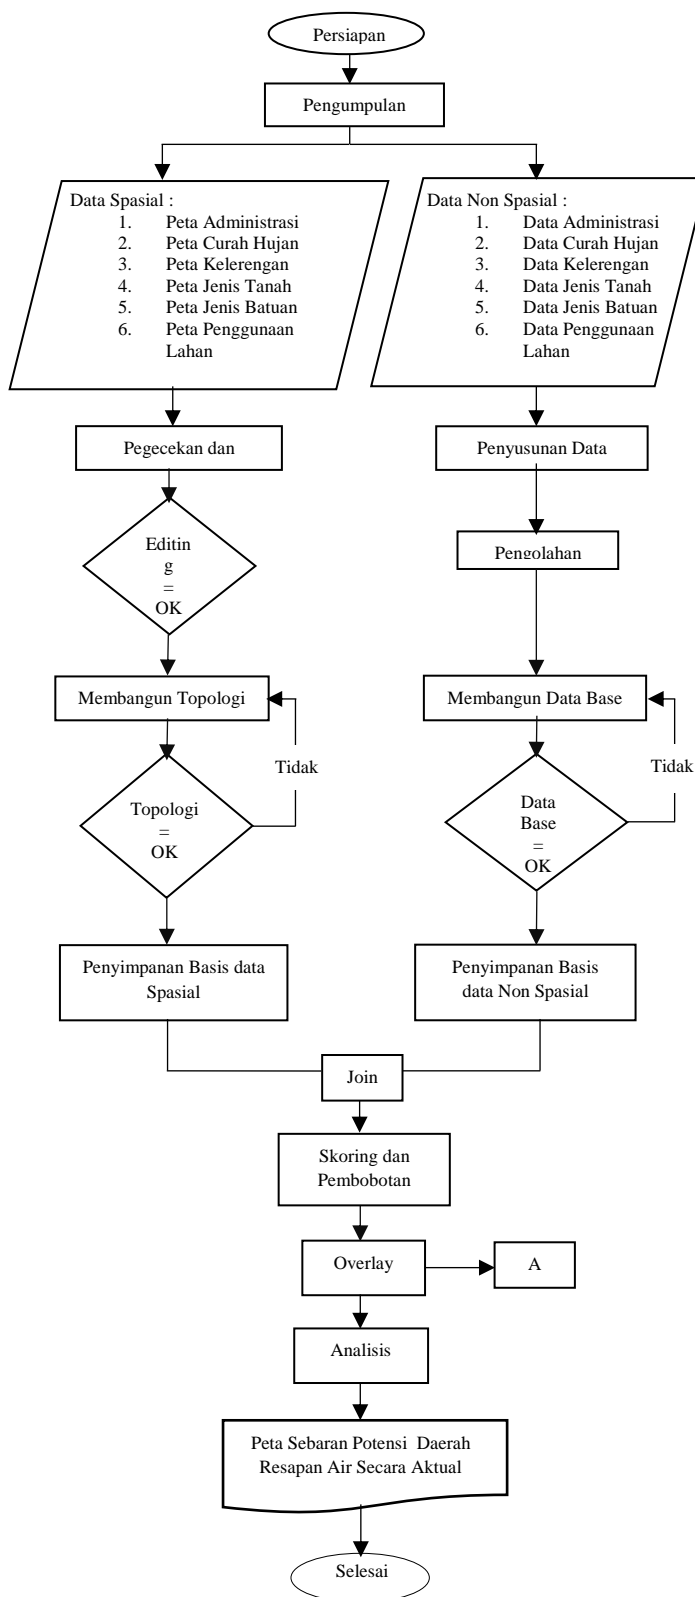 Persiapan
Pengumpulan
Data Spasial :
1. Peta Administrasi
2. Peta Curah Hujan
3. Peta Kelerengan
4. Peta Jenis Tanah
5. Peta Jenis Batuan
6. Peta Penggunaan
Lahan
Data Non Spasial :
1. Data Administrasi
2. Data Curah Hujan
3. Data Kelerengan
4. Data Jenis Tanah
5. Data Jenis Batuan
6. Data Penggunaan
Lahan
Pegecekan dan
Penyusunan Data
Editin
g
=
OK
Pengolahan
Membangun Topologi
Membangun Data Base
Tidak
Tidak
Topologi
=
OK
Data
Base
=
OK
Penyimpanan Basis data
Spasial
Penyimpanan Basis
data Non Spasial
Join
Skoring dan
Pembobotan
Overlay
A
Analisis
Peta Sebaran Potensi Daerah
Resapan Air Secara Aktual
Selesai